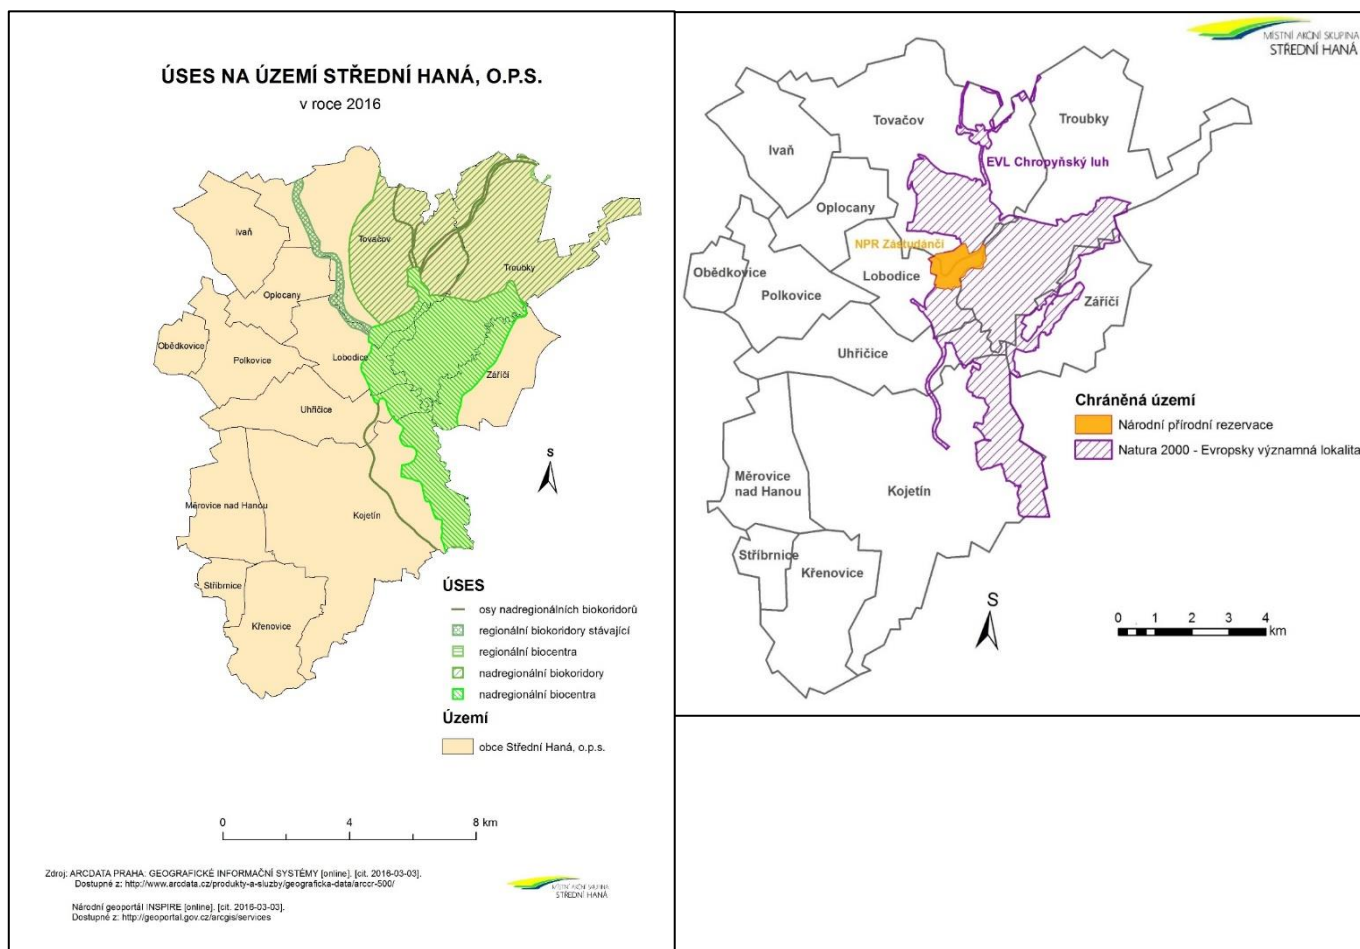 ÚSES NA ÚZEMÍ STŘEDNÍ HANÁ, O.P.S.
v roce 2016
Ivaň
Tovačov
Troubky
Oplocany
Obědkovice
Polkovice
Lobodice
Záříčí
Uhřičice
S
Měrovice nad Hanou
Kojetín
Stříbrnice
Křenovice
ÚSES
osy nadregionálních biokoridorů
regionální biokoridory stávající
regionální biocentra
nadregionální biokoridory
nadregionální biocentra
Území
obce Střední Haná, o.p.s.
0 4 8 km
Zdroj: ARCDATA PRAHA: GEOGRAFICKÉ INFORMAČNÍ SYSTÉMY [online]. [cit. 2016-03-03].
Dostupné z: http://www.arcdata.cz/produkty-a-sluzby/geograficka-data/arccr-500/
Národní geoportál INSPIRE [online]. [cit. 2016-03-03].
Dostupné z: http://geoportal.gov.cz/arcgis/services
MÍSTNÍ AKČNÍ SKUPINA
STŘEDNÍ HANÁ
MÍSTNÍ AKČNÍ SKUPINA
STŘEDNÍ HANÁ
Tovačov
Troubky
Ivaň
EVL Chropyňský luh
Oplocany
NPR Zástudánčí
Obědkovice
Lobodice
Polkovice
Záříčí
Uhřičice
Chráněná území
Národní přírodní rezervace
Natura 2000 - Evropsky významná lokalita
Měrovice
nad Hanou
Kojetín
Stříbrnice
Křenovice
S
0 1 2 3 4
km